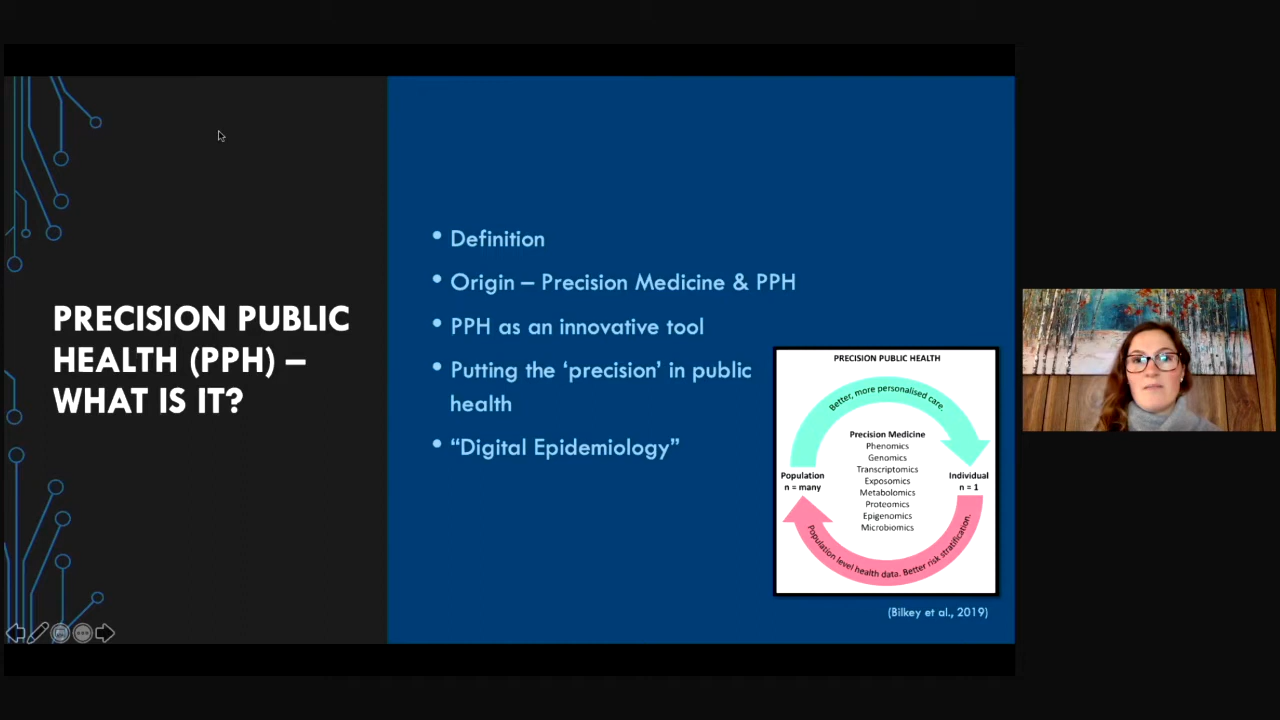 PRECISION PUBLIC
HEALTH (PPH) –
WHAT IS IT?
• Definition
• Origin – Precision Medicine & PPH
• PPH as an innovative tool
• Putting the ‘precision’ in public
health
• “Digital Epidemiology”
PRECISION PUBLIC HEALTH
Better, more personalised care.
Precision Medicine
Phenomics
Genomics
Transcriptomics
Exposomics
Metabolomics
Proteomics
Epigenomics
Microbiomics
Population
n = many
Individual
n = 1
Population level health data. Better risk stratification.
(Bilkey et al., 2019)